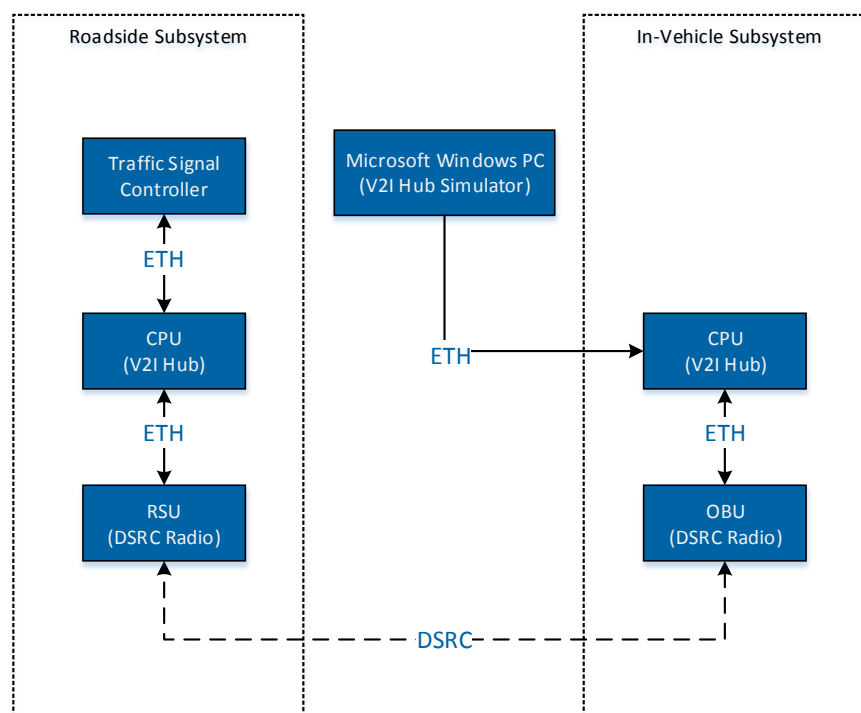 Roadside Subsystem
In-Vehicle Subsystem
Traffic Signal
Controller
Microsoft Windows PC
(V2I Hub Simulator)
ETH
CPU
(V2I Hub)
ETH
CPU
(V2I Hub)
ETH
ETH
RSU
(DSRC Radio)
OBU
(DSRC Radio)
DSRC